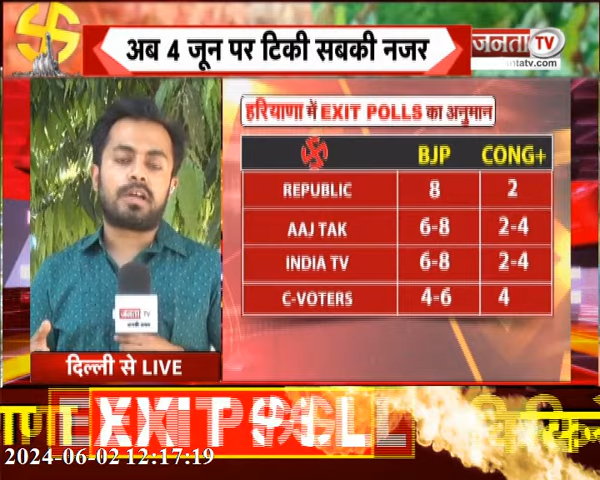 अब 4 जून पर टिकी सबकी नजर
जनता TV
हरियाणा में EXIT POLLS का अनुमान
BJP CONG+
REPUBLIC 8 2
AAJ TAK 6-8 2-4
INDIA TV 6-8 2-4
C-VOTERS 4-6 4
जनता TV
दिल्ली से LIVE
2024-06-02 12:17:19